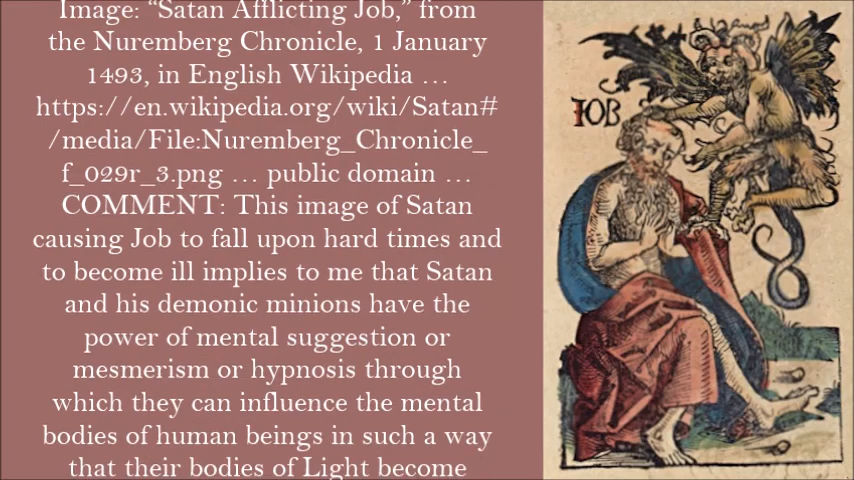 Image: “Satan Afflicting Job,” from
the Nuremberg Chronicle, 1 January
1493, in English Wikipedia …
https://en.wikipedia.org/wiki/Satan#
/media/File:Nuremberg_Chronicle_
f_029r_3.png … public domain …
COMMENT: This image of Satan
causing Job to fall upon hard times and
to become ill implies to me that Satan
and his demonic minions have the
power of mental suggestion or
mesmerism or hypnosis through
which they can influence the mental
bodies of human beings in such a way
that their bodies of Light become
IOB